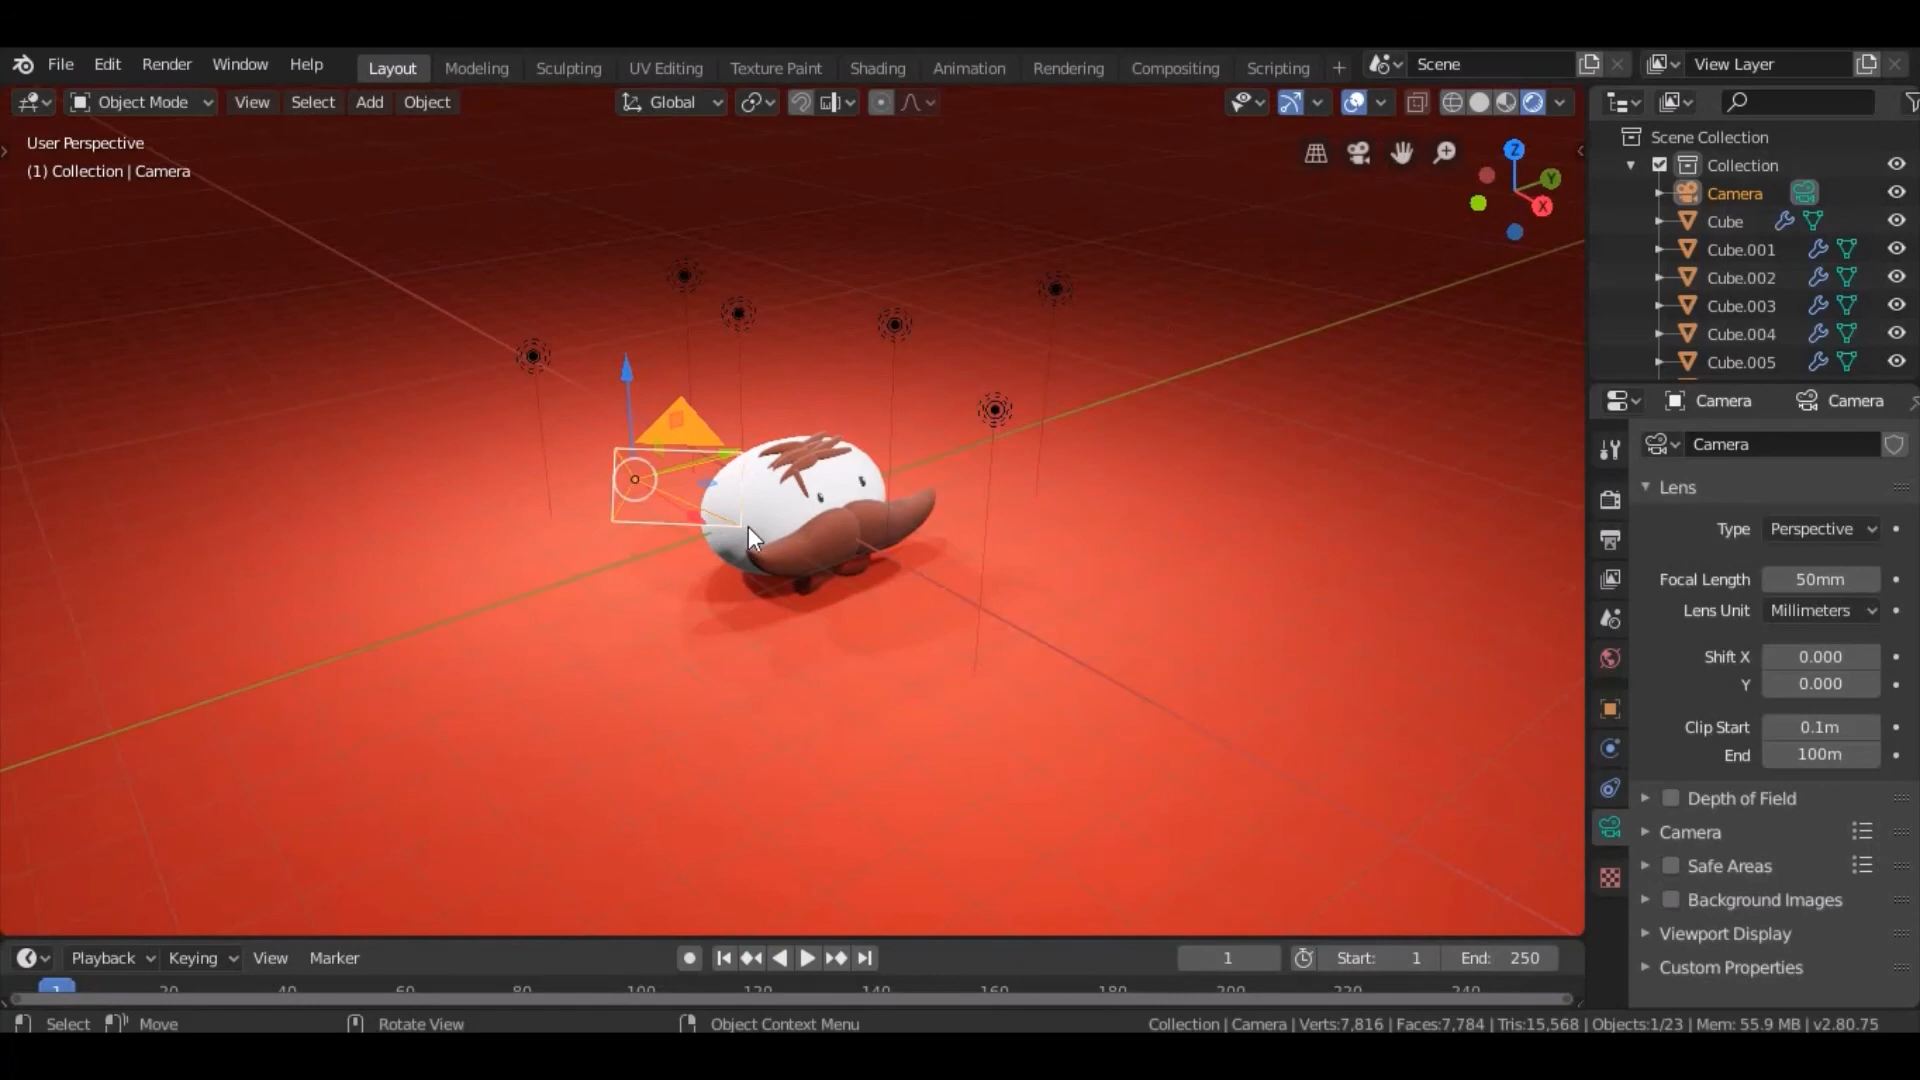 File Edit Render Window Help Layout Modeling Sculpting UV Editing Texture Paint Shading Animation Rendering Compositing Scripting + Scene View Layer
Object Mode View Select Add Object Global
User Perspective
(1) Collection | Camera
Z
Y
X
Scene Collection
Collection
Camera
Cube
Cube.001
Cube.002
Cube.003
Cube.004
Cube.005
Camera Camera
Camera
Lens
Type Perspective
Focal Length 50mm
Lens Unit Millimeters
Shift X 0.000
Y 0.000
Clip Start 0.1m
End 100m
Depth of Field
Camera
Safe Areas
Background Images
Viewport Display
Custom Properties
Playback Keying View Marker 1 Start: 1 End: 250
1 20 40 60 80 100 120 140 160 180 200 220 240
Select Move Rotate View Object Context Menu Collection | Camera | Verts:7,816 | Faces:7,784 | Tris:15,568 | Objects:1/23 | Mem: 55.9 MB | v2.80.75